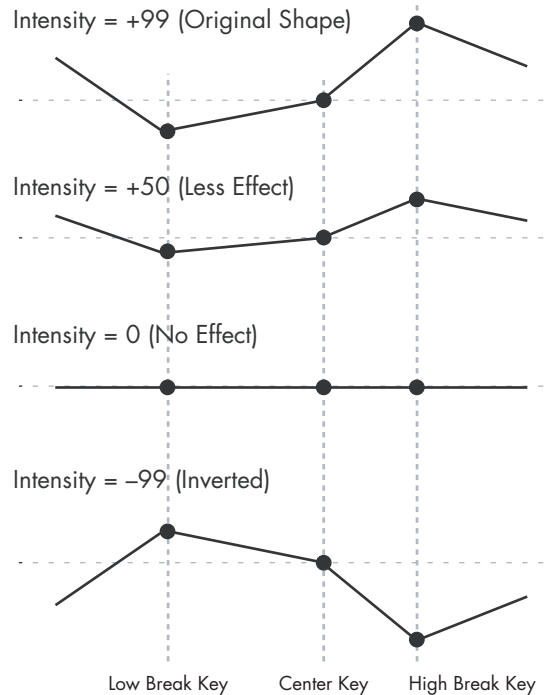 Intensity = +99 (Original Shape)
Intensity = +50 (Less Effect)
Intensity = 0 (No Effect)
Intensity = –99 (Inverted)
Low Break Key Center Key High Break Key